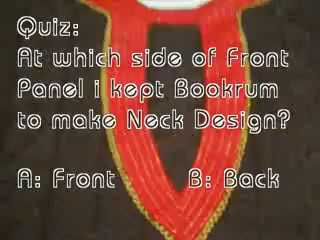 Quiz:
At which side of Front
Panel i kept Bookrum
to make Neck Design?
A: Front B: Back